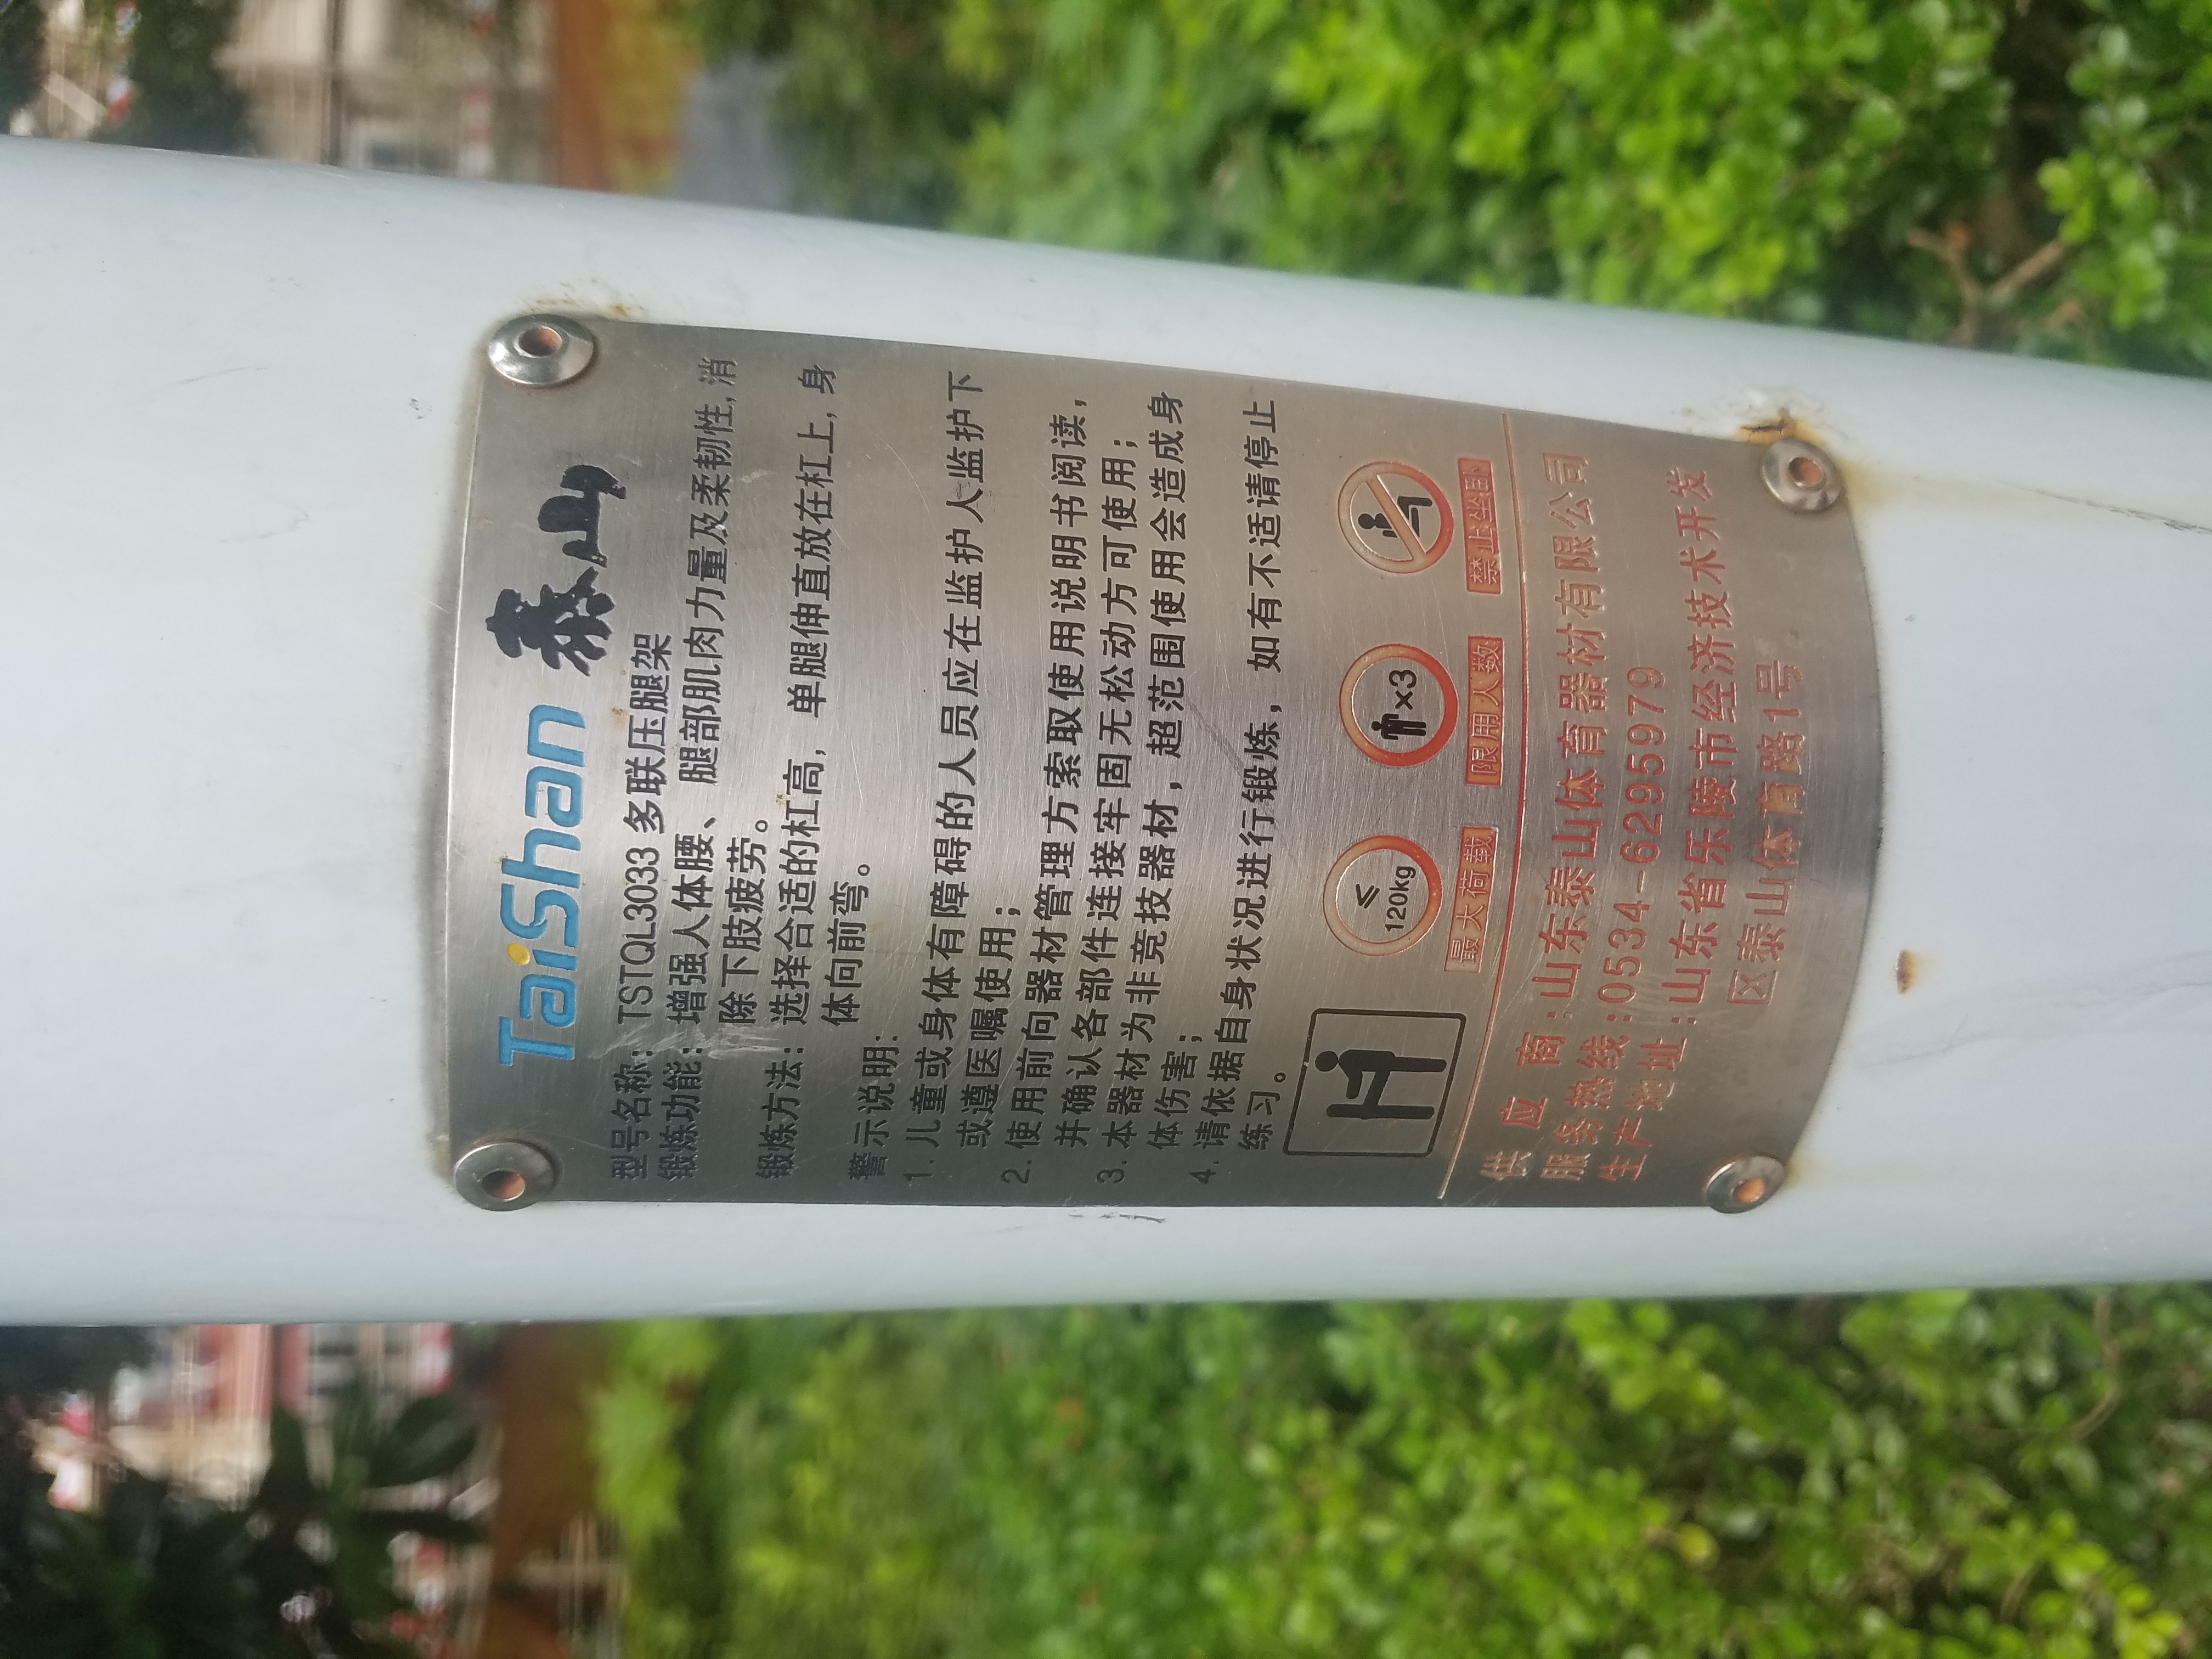 TaiShan 泰山
型号名称: TSTQL3033 多联压腿架
锻炼功能: 增强人体腰、腿部肌肉力量及柔韧性,消
除下肢疲劳。
锻炼方法: 选择合适的杠高, 单腿伸直放在杠上, 身
体向前弯。
警示说明:
1. 儿童或身体有障碍的人员应在监护人监护下
或遵医嘱使用;
2. 使用前向器材管理方索取使用说明书阅读,
并确认各部件连接牢固无松动方可使用;
3. 本器材为非竞技器材, 超范围使用会造成身
体伤害;
4. 请依据自身状况进行锻炼, 如有不适请停止
练习。
≤
120kg
×3
最大荷载
限用人数
禁止坐卧
供应商:山东泰山体育器材有限公司
服务热线:0534-6295979
生产地址:山东省乐陵市经济技术开发
区泰山体育路1号